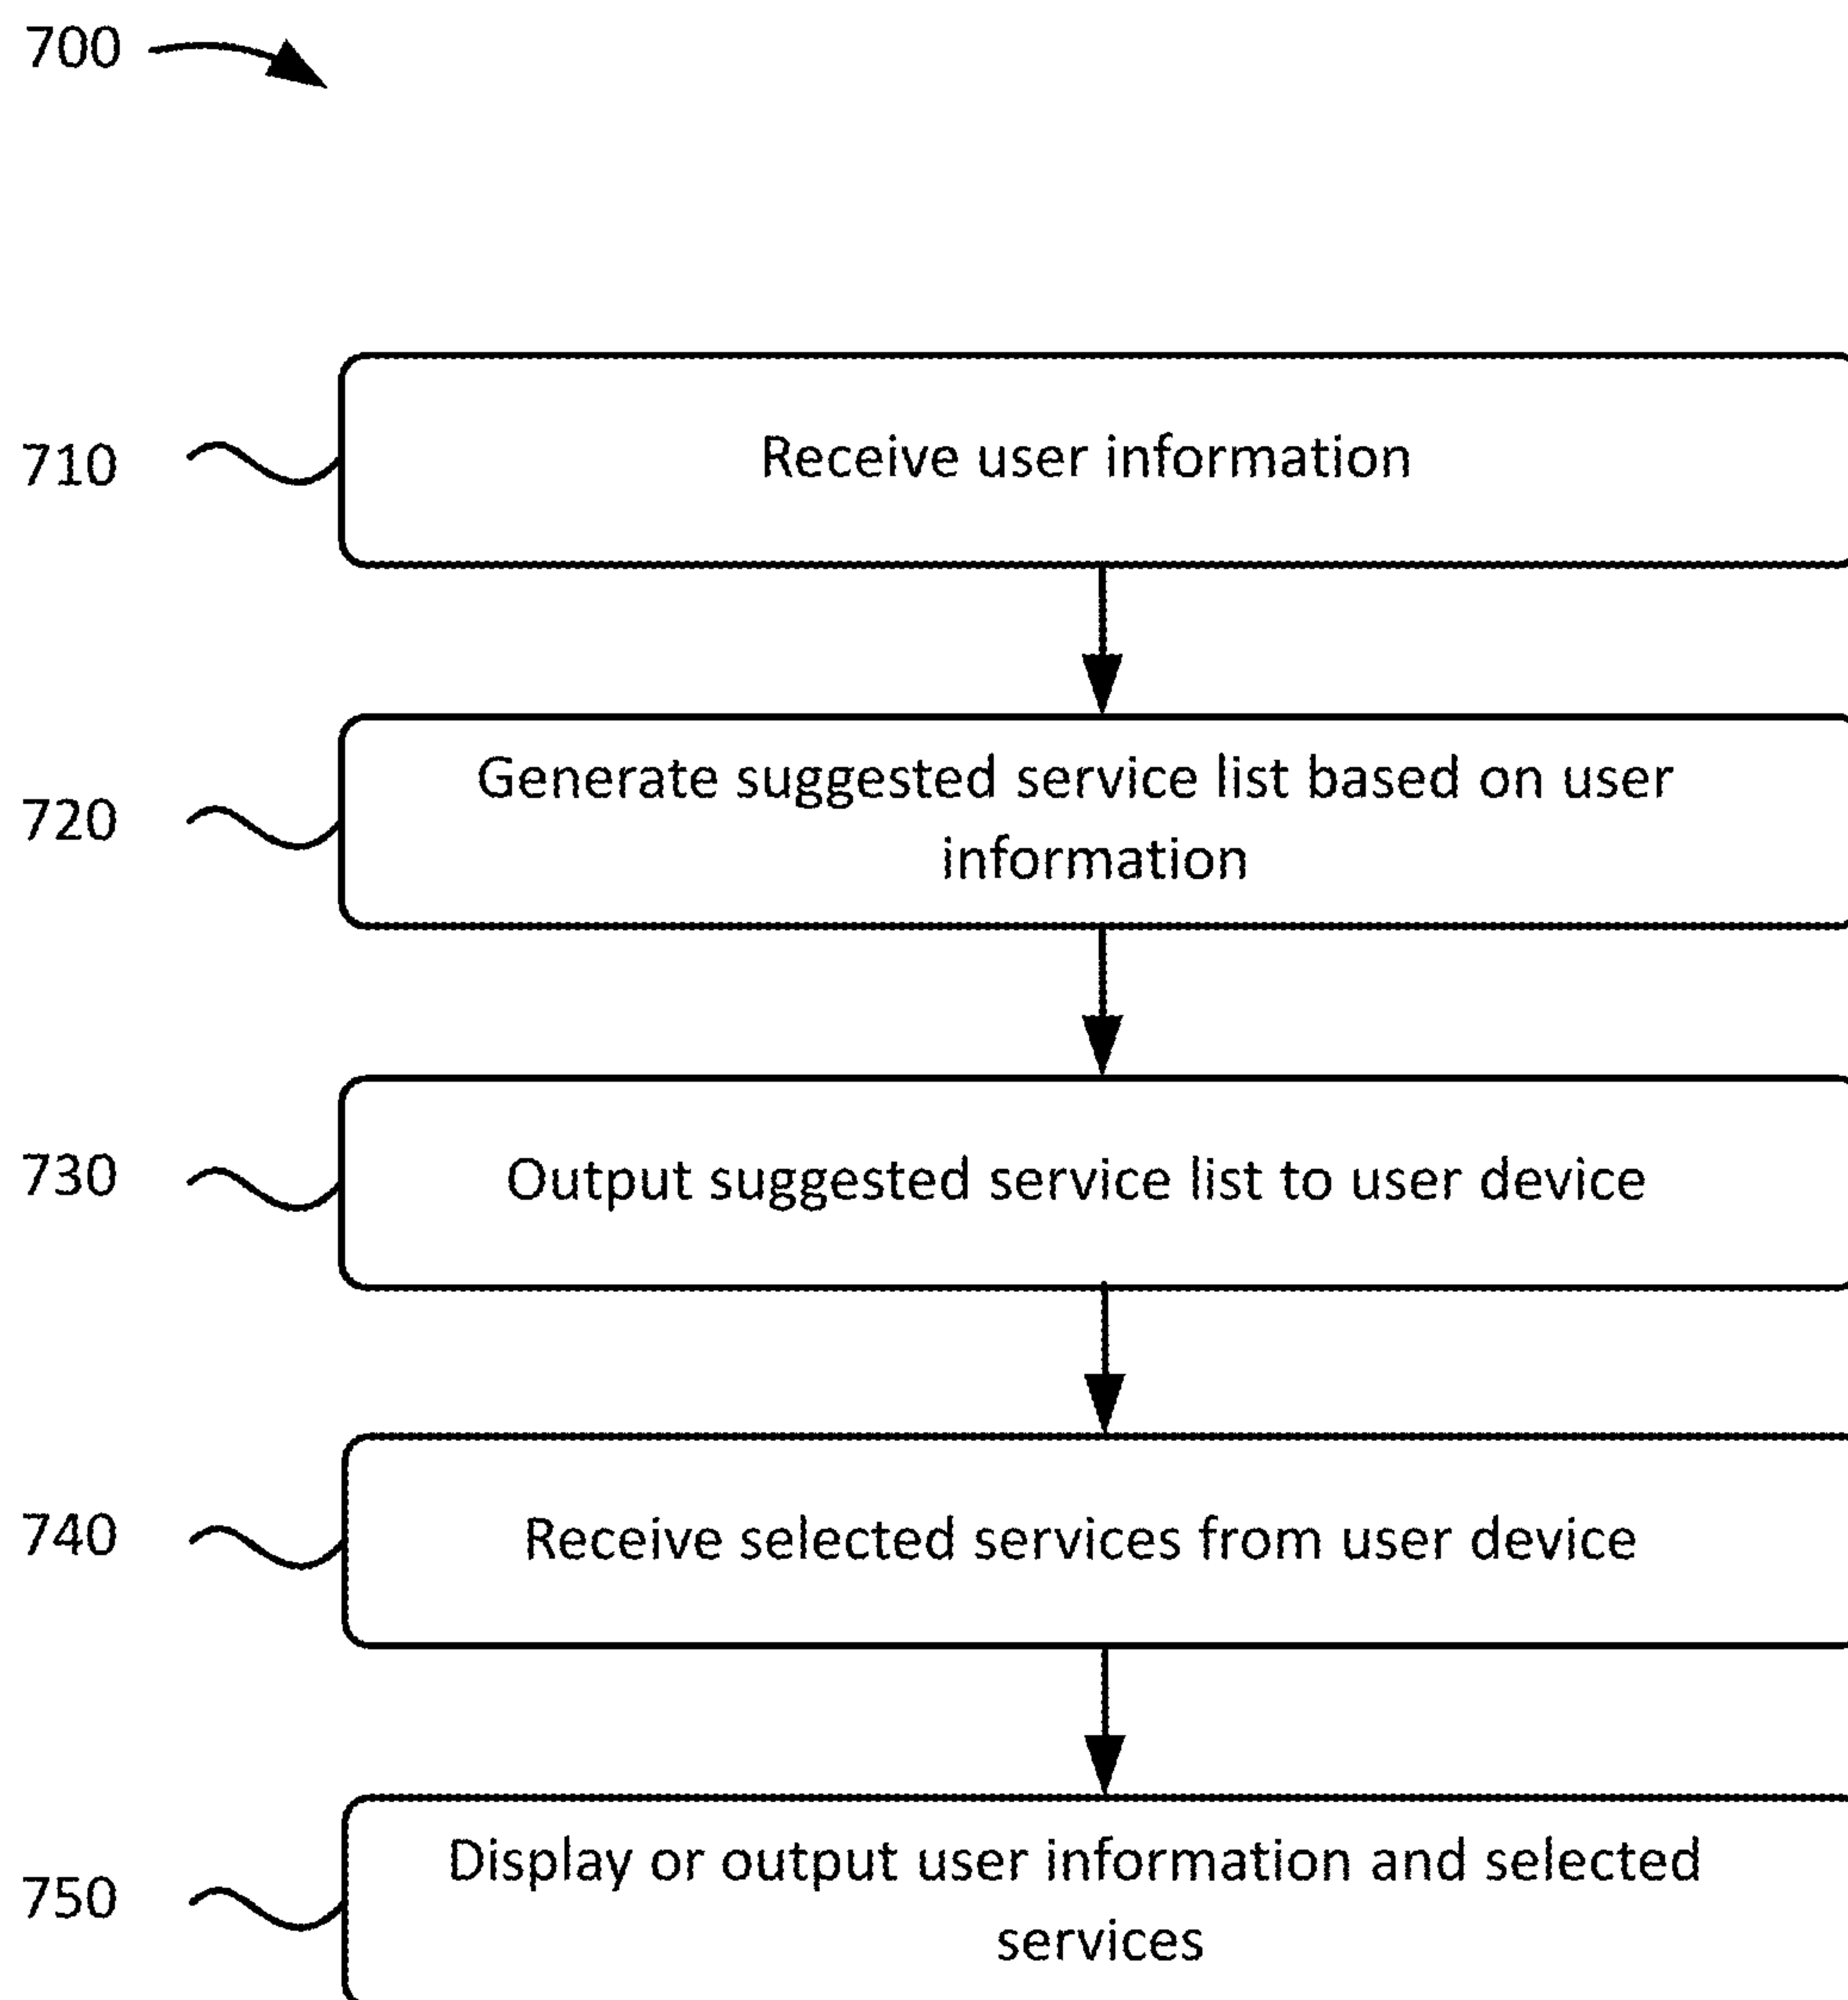 700
710
Receive user information
720
Generate suggested service list based on user
information
730
Output suggested service list to user device
740
Receive selected services from user device
750
Display or output user information and selected
services